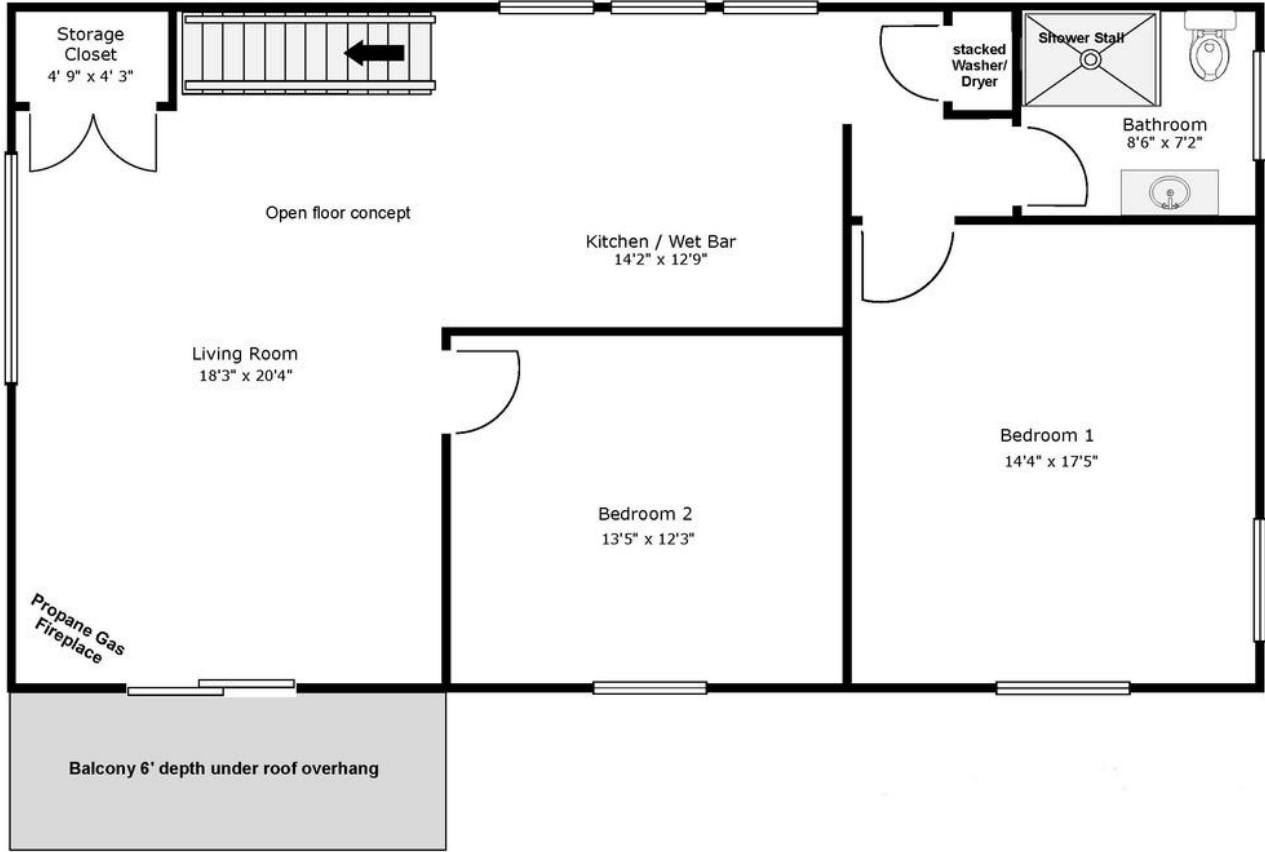 Storage
Closet
4' 9" x 4' 3"
Shower Stall
stacked
Washer/
Dryer
Bathroom
8'6" x 7'2"
Open floor concept
Kitchen / Wet Bar
14'2" x 12'9"
Living Room
18'3" x 20'4"
Bedroom 1
14'4" x 17'5"
Bedroom 2
13'5" x 12'3"
Propane Gas
Fireplace
Balcony 6' depth under roof overhang